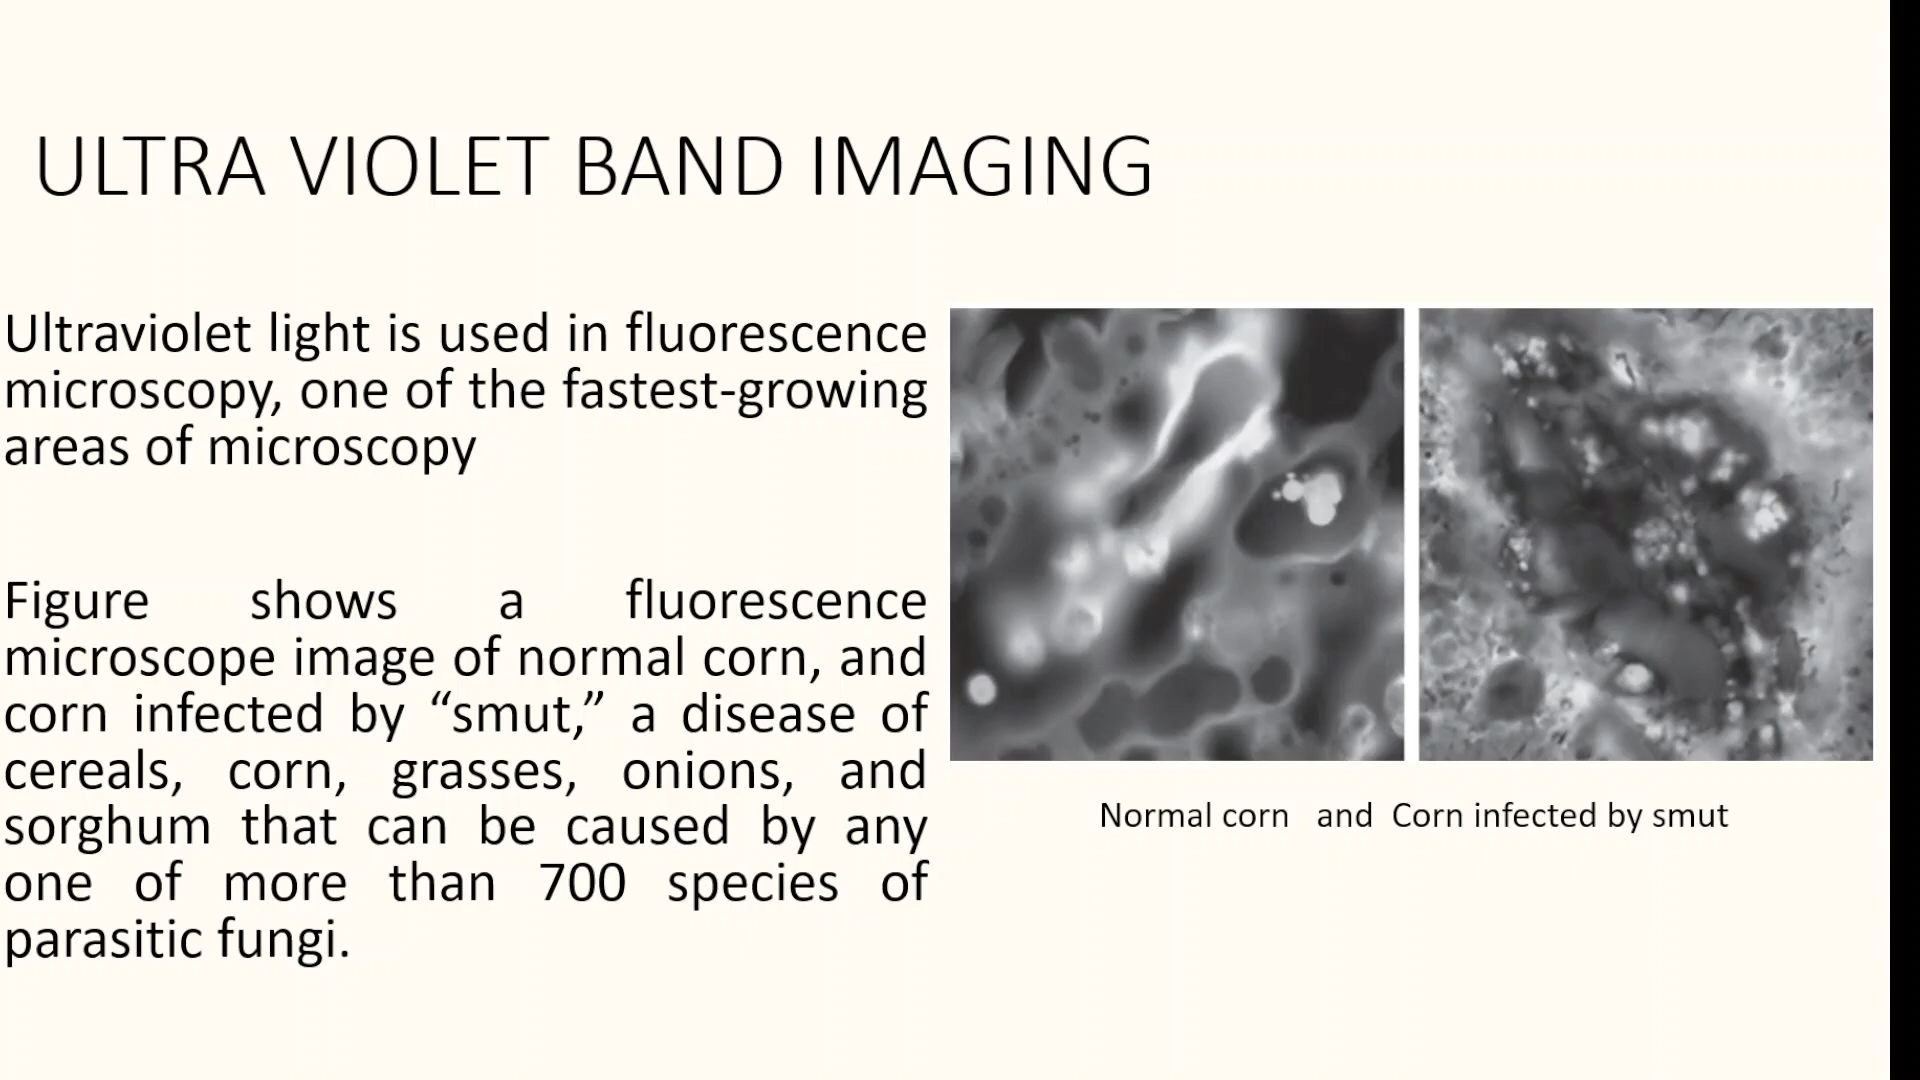 ULTRA VIOLET BAND IMAGING
Ultraviolet light is used in fluorescence
microscopy, one of the fastest-growing
areas of microscopy
Figure shows a fluorescence
microscope image of normal corn, and
corn infected by “smut,” a disease of
cereals, corn, grasses, onions, and
sorghum that can be caused by any
one of more than 700 species of
parasitic fungi.
Normal corn and Corn infected by smut